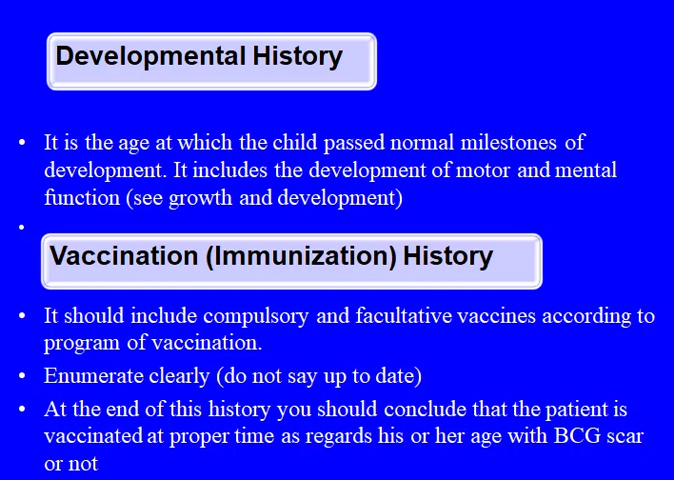 Developmental History
• It is the age at which the child passed normal milestones of
development. It includes the development of motor and mental
function (see growth and development)
•
Vaccination (Immunization) History
• It should include compulsory and facultative vaccines according to
program of vaccination.
• Enumerate clearly (do not say up to date)
• At the end of this history you should conclude that the patient is
vaccinated at proper time as regards his or her age with BCG scar
or not